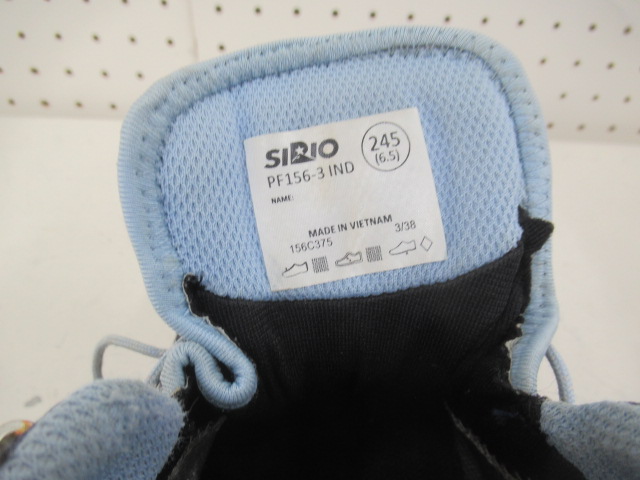 SIRIO
245
(6.5)
PF156-3 IND
NAME:
MADE IN VIETNAM
156C375 3/38